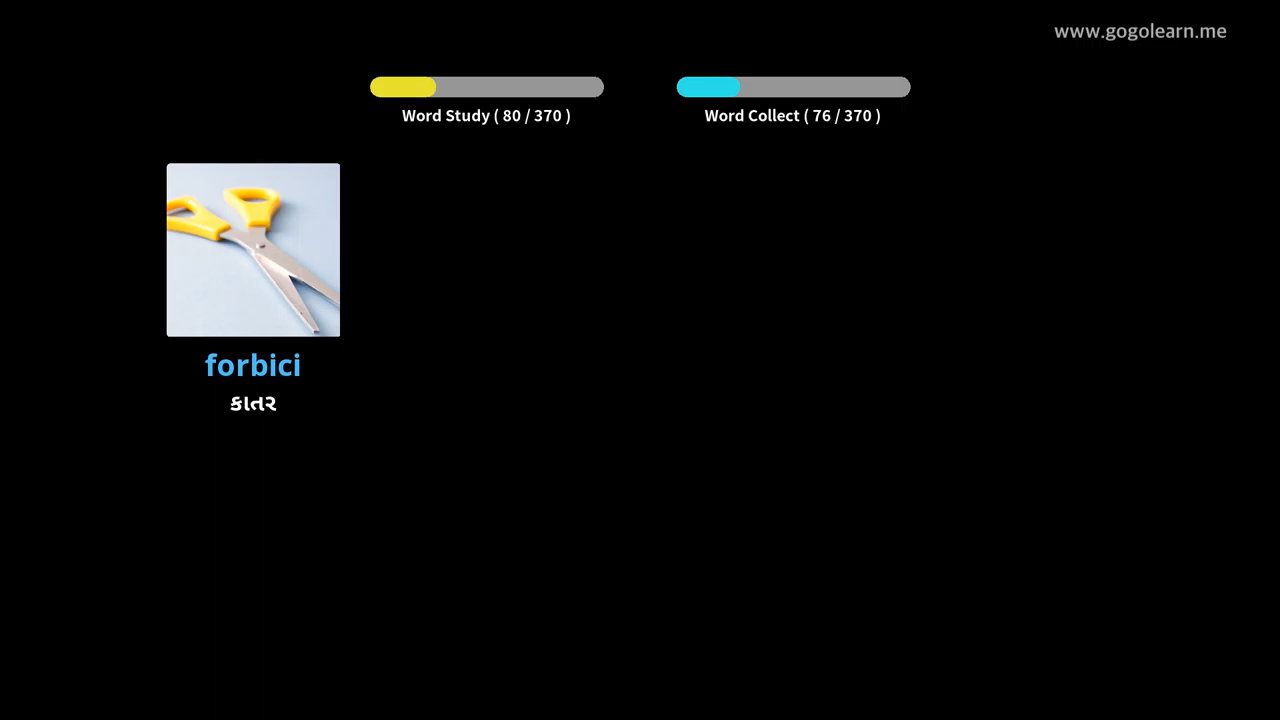 www.gogolearn.me
Word Study ( 80 / 370 )
Word Collect ( 76 / 370 )
forbici
કાતર